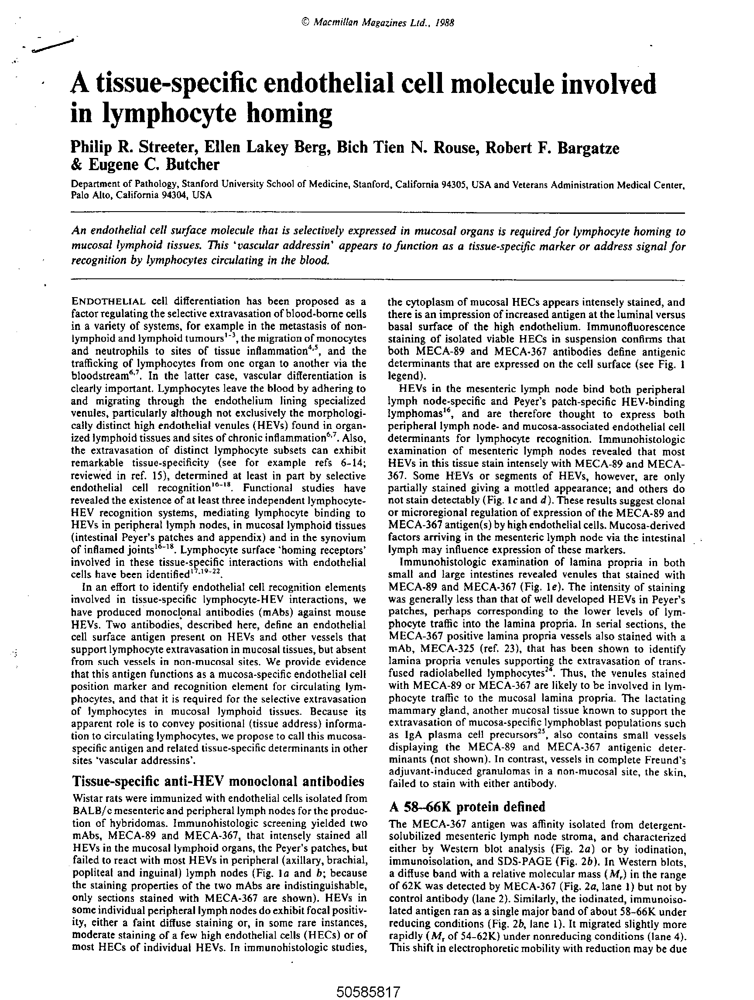 © Macmillan Magazines Ltd., 1988
A tissue-specific endothelial cell molecule involved
in lymphocyte homing
Philip R. Streeter, Ellen Lakey Berg, Bich Tien N. Rouse, Robert F. Bargatze
& Eugene C. Butcher
Department of Pathology, Stanford University School of Medicine, Stanford, California 94305, USA and Veterans Administration Medical Center,
Palo Alto, California 94304, USA
An endothelial cell surface molecule that is selectively expressed in mucosal organs is required for lymphocyte homing to
mucosal lymphoid tissues. This 'vascular addressin' appears to function as a tissue-specific marker or address signal for
recognition by lymphocytes circulating in the blood.
ENDOTHELIAL cell differentiation has been proposed as a
factor regulating the selective extravasation of blood-borne cells
in a variety of systems, for example in the metastasis of non-
lymphoid and lymphoid tumours1-3, the migration of monocytes
and neutrophils to sites of tissue inflammation4,5, and the
trafficking of lymphocytes from one organ to another via the
bloodstream6,7. In the latter case, vascular differentiation is
clearly important. Lymphocytes leave the blood by adhering to
and migrating through the endothelium lining specialized
venules, particularly although not exclusively the morphologi-
cally distinct high endothelial venules (HEVs) found in organ-
ized lymphoid tissues and sites of chronic inflammation6,7. Also,
the extravasation of distinct lymphocyte subsets can exhibit
remarkable tissue-specificity (see for example refs 6-14;
reviewed in ref. 15), determined at least in part by selective
endothelial cell recognition16-18. Functional studies have
revealed the existence of at least three independent lymphocyte-
HEV recognition systems, mediating lymphocyte binding to
HEVs in peripheral lymph nodes, in mucosal lymphoid tissues
(intestinal Peyer's patches and appendix) and in the synovium
of inflamed joints16-18. Lymphocyte surface 'homing receptors'
involved in these tissue-specific interactions with endothelial
cells have been identified17,19-22.
In an effort to identify endothelial cell recognition elements
involved in tissue-specific lymphocyte-HEV interactions, we
have produced monoclonal antibodies (mAbs) against mouse
HEVs. Two antibodies, described here, define an endothelial
cell surface antigen present on HEVs and other vessels that
support lymphocyte extravasation in mucosal tissues, but absent
from such vessels in non-mucosal sites. We provide evidence
that this antigen functions as a mucosa-specific endothelial cell
position marker and recognition element for circulating lym-
phocytes, and that it is required for the selective extravasation
of lymphocytes in mucosal lymphoid tissues. Because its
apparent role is to convey positional (tissue address) informa-
tion to circulating lymphocytes, we propose to call this mucosa-
specific antigen and related tissue-specific determinants in other
sites 'vascular addressins'.
Tissue-specific anti-HEV monoclonal antibodies
Wistar rats were immunized with endothelial cells isolated from
BALB/c mesenteric and peripheral lymph nodes for the produc-
tion of hybridomas. Immunohistologic screening yielded two
mAbs, MECA-89 and MECA-367, that intensely stained all
HEVs in the mucosal lymphoid organs, the Peyer's patches, but
failed to react with most HEVs in peripheral (axillary, brachial,
popliteal and inguinal) lymph nodes (Fig. 1a and b; because
the staining properties of the two mAbs are indistinguishable,
only sections stained with MECA-367 are shown). HEVs in
some individual peripheral lymph nodes do exhibit focal positiv-
ity, either a faint diffuse staining or, in some rare instances,
moderate staining of a few high endothelial cells (HECs) or of
most HECs of individual HEVs. In immunohistologic studies,
the cytoplasm of mucosal HECs appears intensely stained, and
there is an impression of increased antigen at the luminal versus
basal surface of the high endothelium. Immunofluorescence
staining of isolated viable HECs in suspension confirms that
both MECA-89 and MECA-367 antibodies define antigenic
determinants that are expressed on the cell surface (see Fig. 1
legend).
HEVs in the mesenteric lymph node bind both peripheral
lymph node-specific and Peyer's patch-specific HEV-binding
lymphomas16, and are therefore thought to express both
peripheral lymph node- and mucosa-associated endothelial cell
determinants for lymphocyte recognition. Immunohistologic
examination of mesenteric lymph nodes revealed that most
HEVs in this tissue stain intensely with MECA-89 and MECA-
367. Some HEVs or segments of HEVs, however, are only
partially stained giving a mottled appearance; and others do
not stain detectably (Fig. 1c and d). These results suggest clonal
or microregional regulation of expression of the MECA-89 and
MECA-367 antigen(s) by high endothelial cells. Mucosa-derived
factors arriving in the mesenteric lymph node via the intestinal
lymph may influence expression of these markers.
Immunohistologic examination of lamina propria in both
small and large intestines revealed venules that stained with
MECA-89 and MECA-367 (Fig. 1e). The intensity of staining
was generally less than that of well developed HEVs in Peyer's
patches, perhaps corresponding to the lower levels of lym-
phocyte traffic into the lamina propria. In serial sections, the
MECA-367 positive lamina propria vessels also stained with a
mAb, MECA-325 (ref. 23), that has been shown to identify
lamina propria venules supporting the extravasation of trans-
fused radiolabelled lymphocytes24. Thus, the venules stained
with MECA-89 or MECA-367 are likely to be involved in lym-
phocyte traffic to the mucosal lamina propria. The lactating
mammary gland, another mucosal tissue known to support the
extravasation of mucosa-specific lymphoblast populations such
as IgA plasma cell precursors25, also contains small vessels
displaying the MECA-89 and MECA-367 antigenic deter-
minants (not shown). In contrast, vessels in complete Freund's
adjuvant-induced granulomas in a non-mucosal site, the skin,
failed to stain with either antibody.
A 58–66K protein defined
The MECA-367 antigen was affinity isolated from detergent-
solubilized mesenteric lymph node stroma, and characterized
either by Western blot analysis (Fig. 2a) or by iodination,
immunoisolation, and SDS-PAGE (Fig. 2b). In Western blots,
a diffuse band with a relative molecular mass (Mr) in the range
of 62K was detected by MECA-367 (Fig. 2a, lane 1) but not by
control antibody (lane 2). Similarly, the iodinated, immunoiso-
lated antigen ran as a single major band of about 58-66K under
reducing conditions (Fig. 2b, lane 1). It migrated slightly more
rapidly (Mr of 54-62K) under nonreducing conditions (lane 4).
This shift in electrophoretic mobility with reduction may be due
50585817